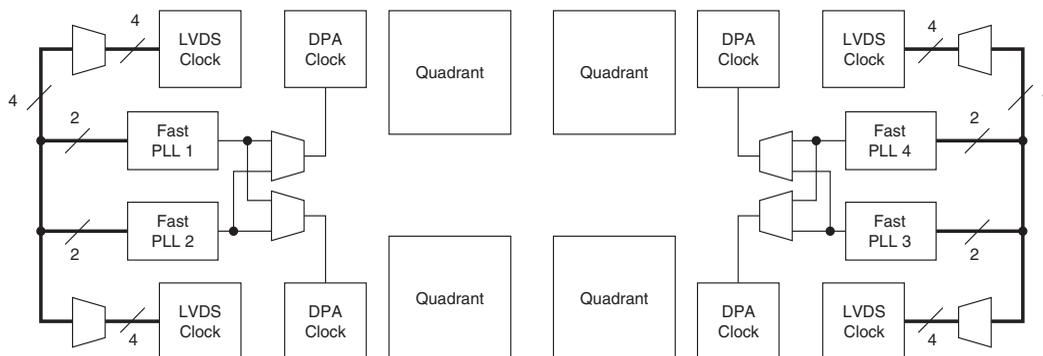 4
LVDS
Clock
DPA
Clock
Quadrant
Quadrant
DPA
Clock
LVDS
Clock
4
4
2
Fast
PLL 1
Fast
PLL 4
2
2
Fast
PLL 2
Fast
PLL 3
2
4
LVDS
Clock
DPA
Clock
Quadrant
Quadrant
DPA
Clock
LVDS
Clock
4